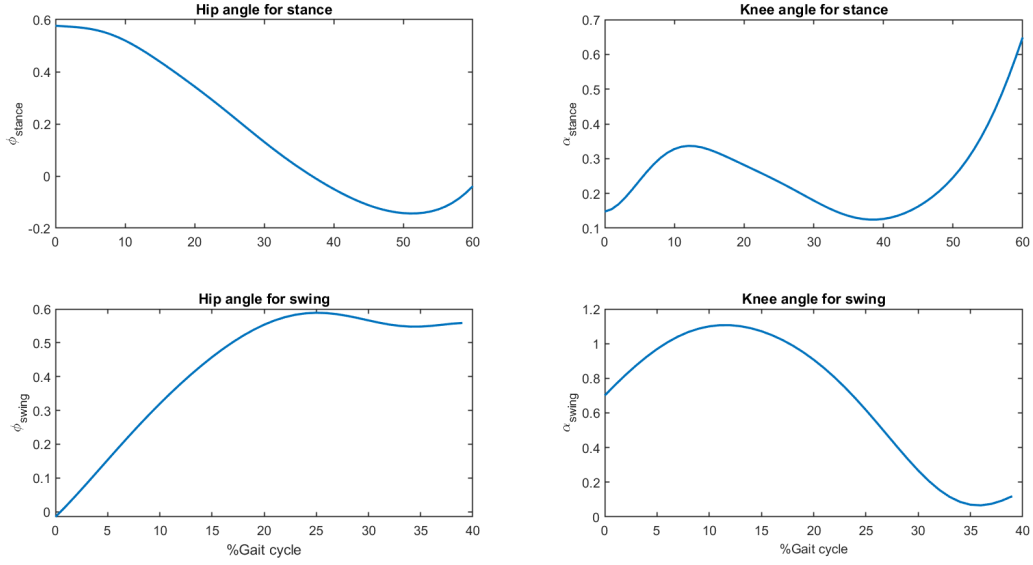 Hip angle for stance
0.6
0.4
0.2
0
-0.2
ϕstance
0 10 20 30 40 50 60
Knee angle for stance
0.7
0.6
0.5
0.4
0.3
0.2
0.1
αstance
0 10 20 30 40 50 60
Hip angle for swing
0.6
0.5
0.4
0.3
0.2
0.1
0
ϕswing
0 5 10 15 20 25 30 35 40
%Gait cycle
Knee angle for swing
1.2
1
0.8
0.6
0.4
0.2
0
αswing
0 5 10 15 20 25 30 35 40
%Gait cycle